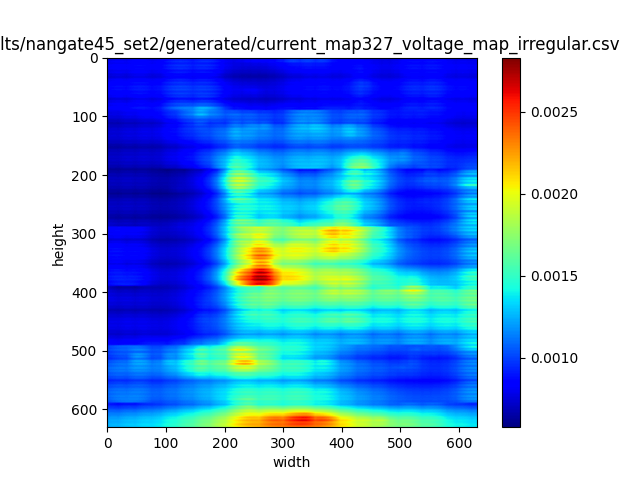 lts/nangate45_set2/generated/current_map327_voltage_map_irregular.csv
0
100
200
300
400
500
600
height
0 100 200 300 400 500 600
width
0.0025
0.0020
0.0015
0.0010